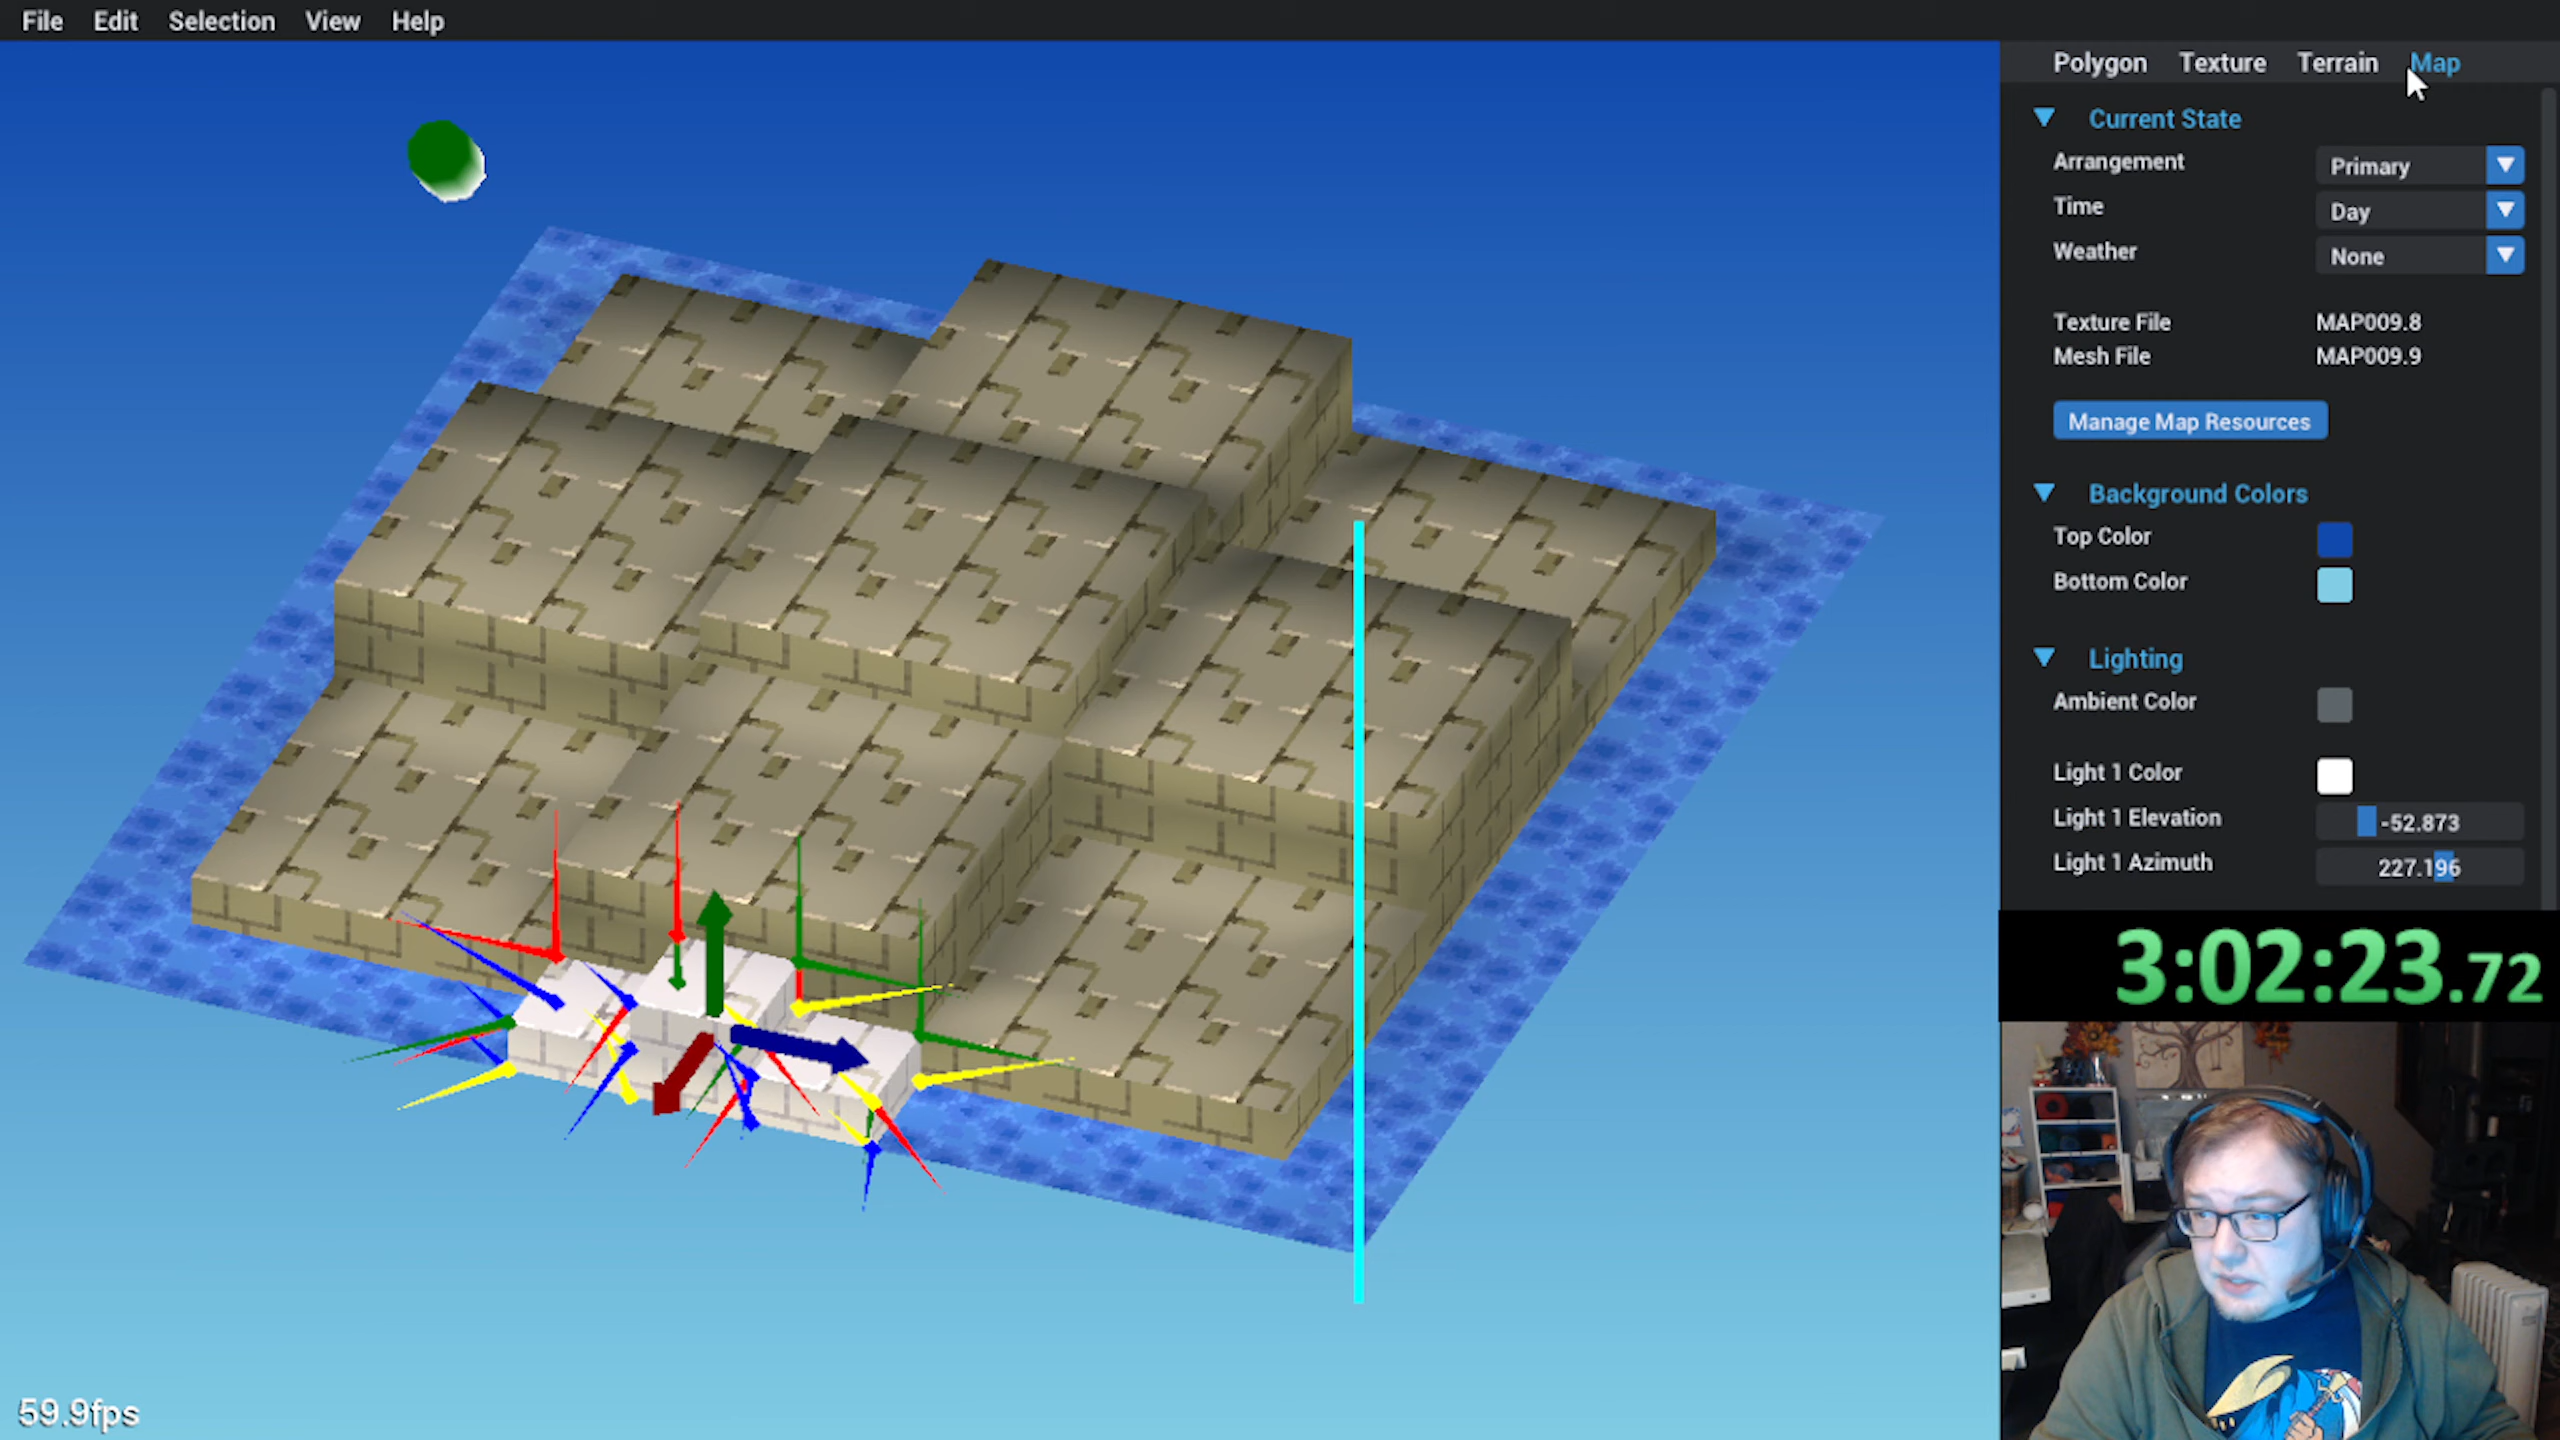 File Edit Selection View Help
Polygon Texture Terrain Map
Current State
Arrangement Primary
Time Day
Weather None
Texture File MAP009.8
Mesh File MAP009.9
Manage Map Resources
Background Colors
Top Color
Bottom Color
Lighting
Ambient Color
Light 1 Color
Light 1 Elevation -52.873
Light 1 Azimuth 227.196
3:02:23.72
59.9fps